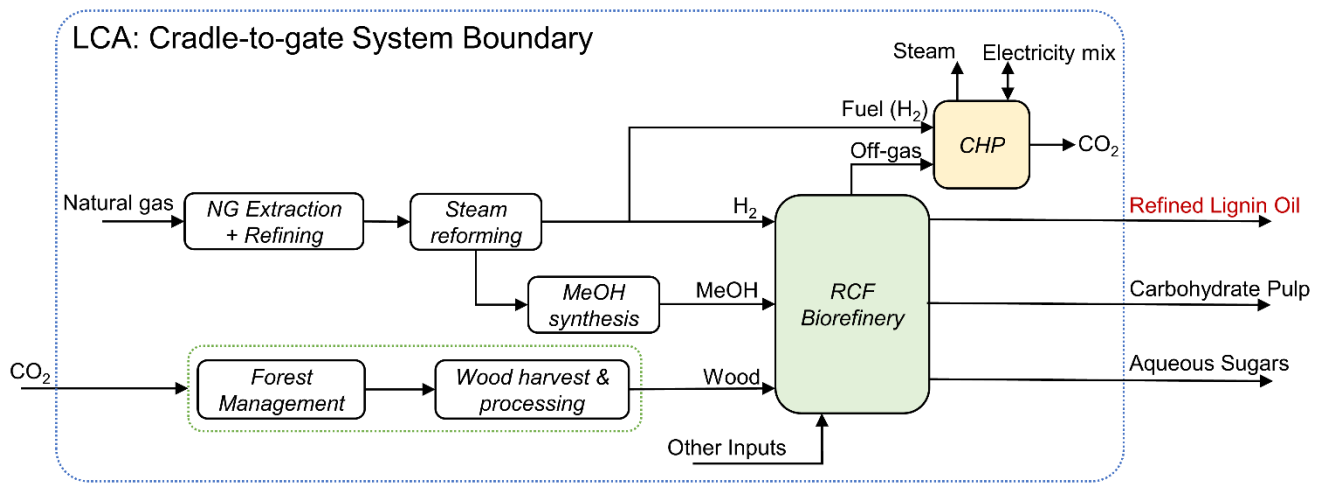 LCA: Cradle-to-gate System Boundary
Steam
Electricity mix
Fuel (H₂)
CHP
CO₂
Off-gas
Natural gas
NG Extraction
+ Refining
Steam
reforming
H₂
Refined Lignin Oil
MeOH
synthesis
MeOH
RCF
Biorefinery
Carbohydrate Pulp
CO₂
Forest
Management
Wood harvest &
processing
Wood
Aqueous Sugars
Other Inputs